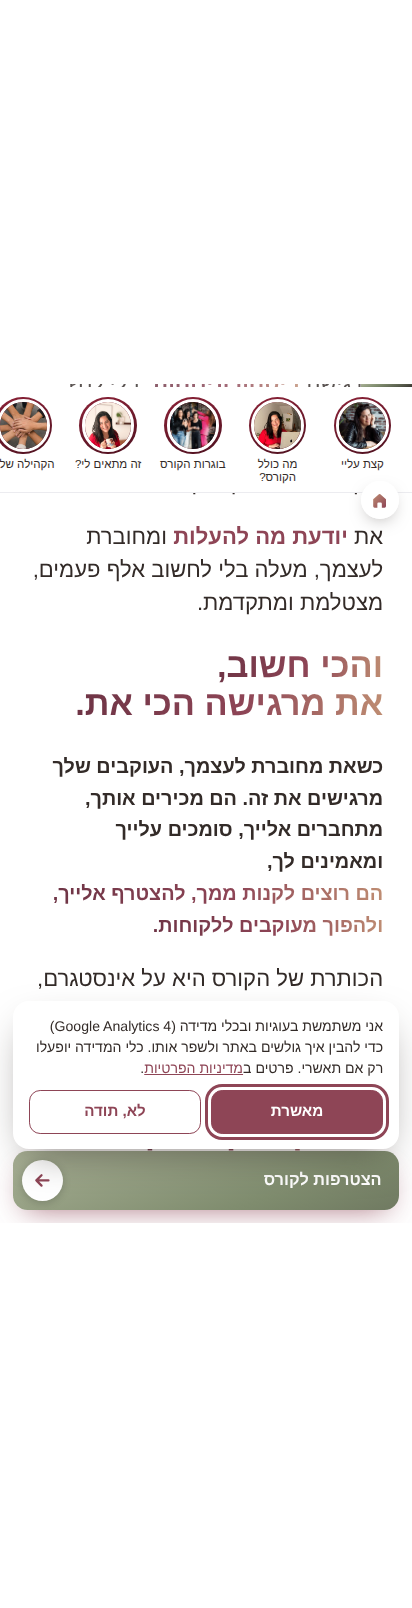 קצת עליי
מה כולל
הקורס?
בוגרות הקורס
זה מתאים לי?
הקהילה של
את יודעת מה להעלות ומחוברת
לעצמך, מעלה בלי לחשוב אלף פעמים,
מצטלמת ומתקדמת.
והכי חשוב,
את מרגישה הכי את.
כשאת מחוברת לעצמך, העוקבים שלך
מרגישים את זה. הם מכירים אותך,
מתחברים אלייך, סומכים עלייך
ומאמינים לך,
הם רוצים לקנות ממך, להצטרף אלייך,
ולהפוך מעוקבים ללקוחות.
הכותרת של הקורס היא על אינסטגרם,
אני משתמשת בעוגיות ובכלי מדידה (Google Analytics 4)
כדי להבין איך גולשים באתר ולשפר אותו. כלי המדידה יופעלו
רק אם תאשרי. פרטים במדיניות הפרטיות.
מאשרת
לא, תודה
הצטרפות לקורס